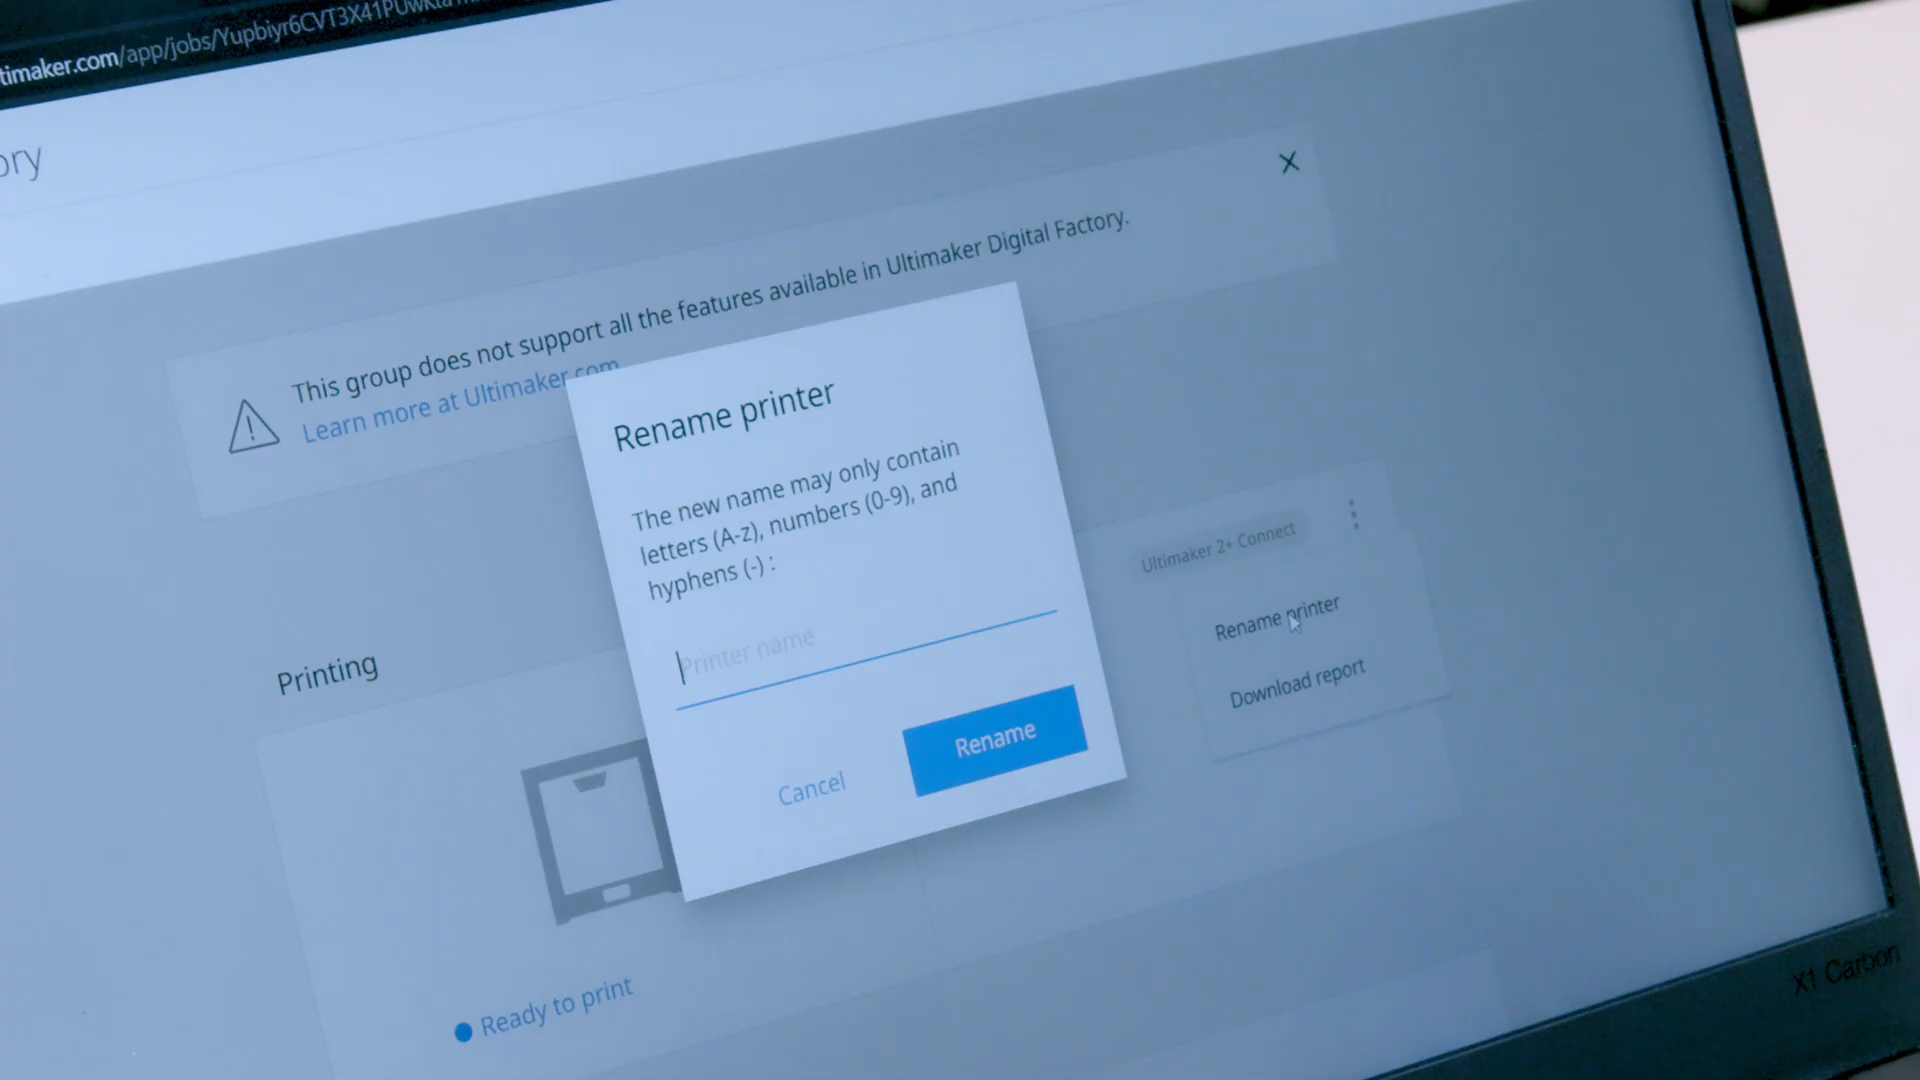 timaker.com/app/jobs/Yupbiyr6CVT3X41PUwKta
ory
This group does not support all the features available in Ultimaker Digital Factory.
Learn more at Ultimaker.com
Rename printer
The new name may only contain
letters (A-z), numbers (0-9), and
hyphens (-) :
Printer name
Cancel
Rename
Ultimaker 2+ Connect
Rename printer
Download report
Printing
Ready to print
X1 Carbon